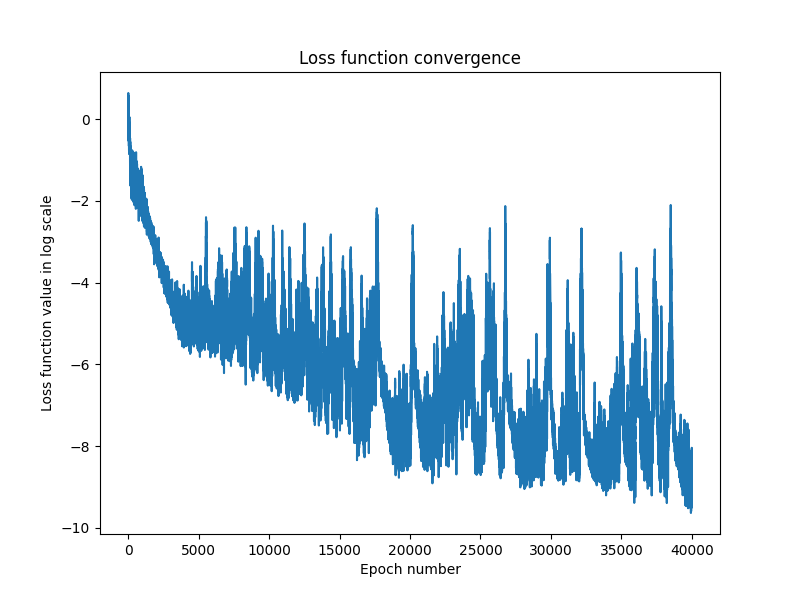 Loss function convergence
Loss function value in log scale
0
−2
−4
−6
−8
−10
0 5000 10000 15000 20000 25000 30000 35000 40000
Epoch number